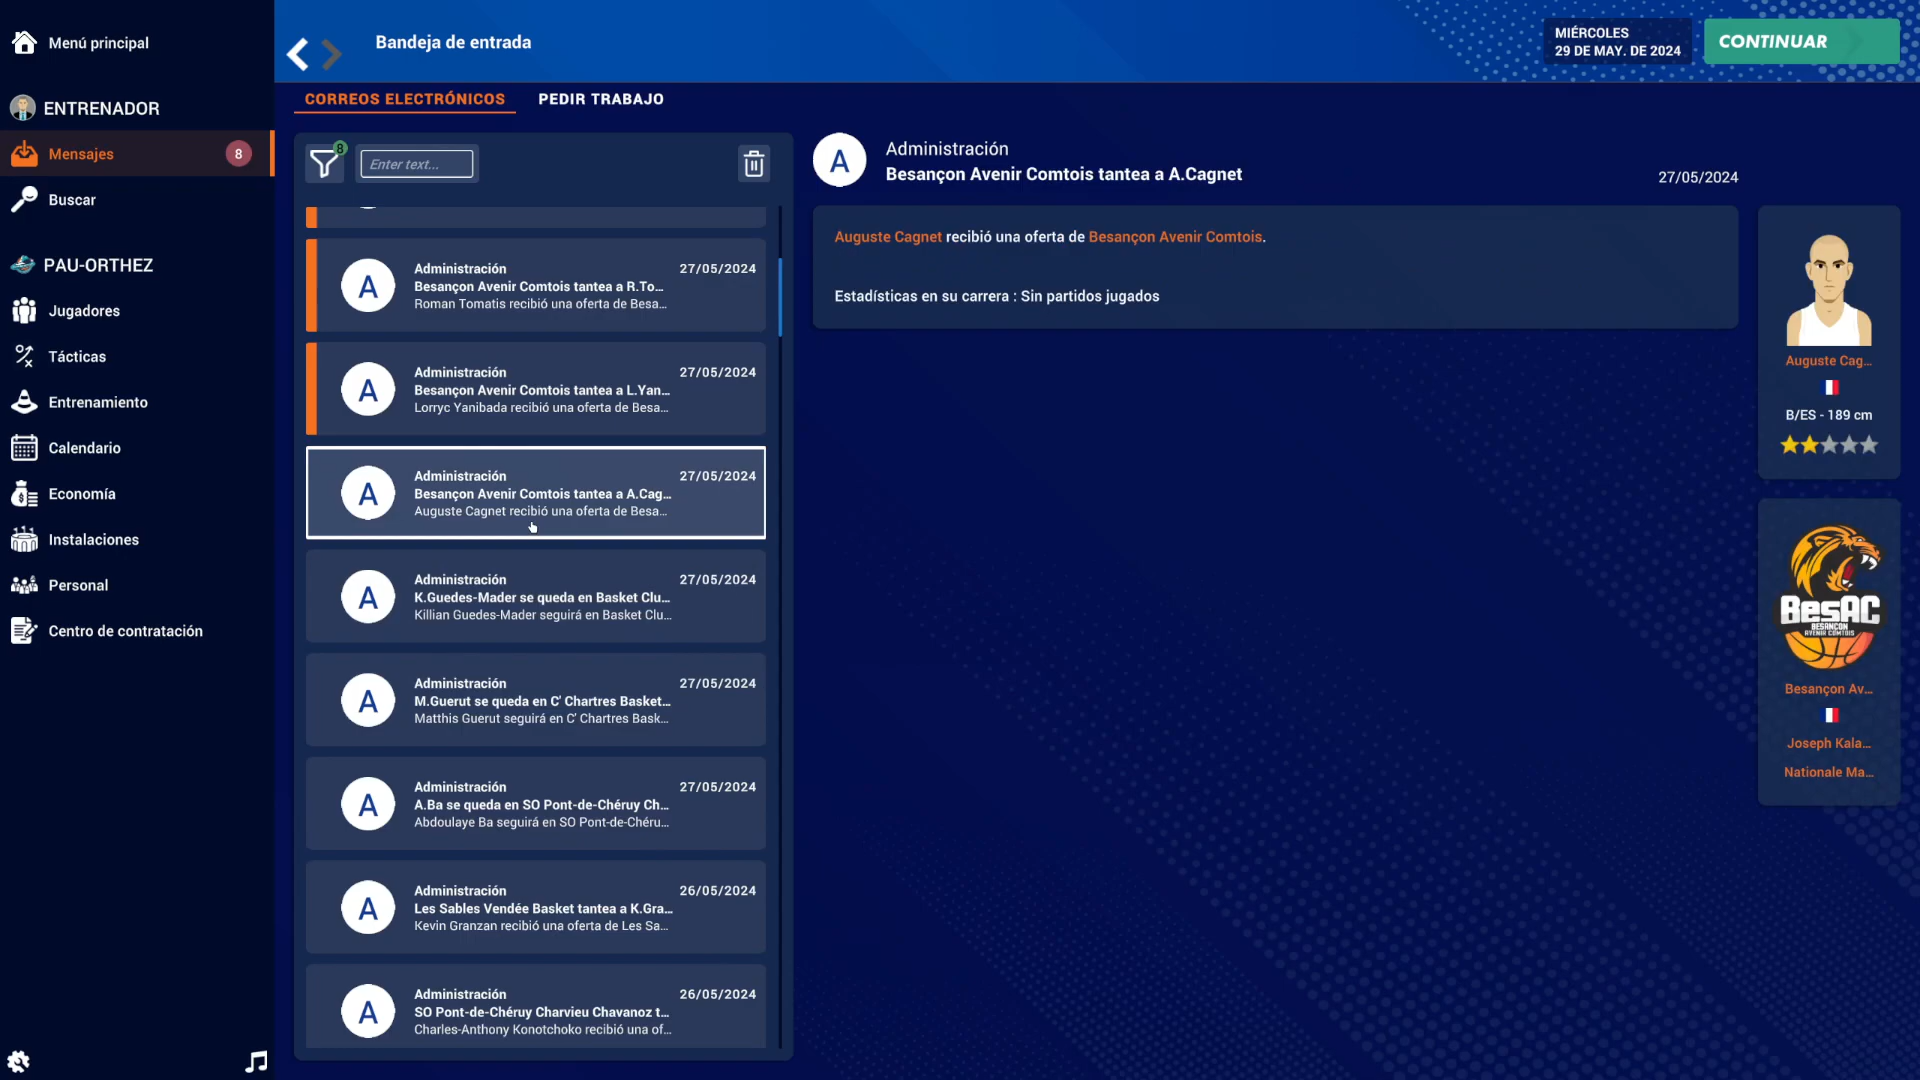 Menú principal
Bandeja de entrada
MIÉRCOLES
29 DE MAY. DE 2024
CONTINUAR
ENTRENADOR
Mensajes
8
Buscar
PAU-ORTHEZ
Jugadores
Tácticas
Entrenamiento
Calendario
Economía
Instalaciones
Personal
Centro de contratación
CORREOS ELECTRÓNICOS
PEDIR TRABAJO
8
Enter text...
A
Administración
27/05/2024
Besançon Avenir Comtois tantea a R.To...
Roman Tomatis recibió una oferta de Besa...
A
Administración
27/05/2024
Besançon Avenir Comtois tantea a L.Yan...
Lorryc Yanibada recibió una oferta de Besa...
A
Administración
27/05/2024
Besançon Avenir Comtois tantea a A.Cag...
Auguste Cagnet recibió una oferta de Besa...
A
Administración
27/05/2024
K.Guedes-Mader se queda en Basket Clu...
Killian Guedes-Mader seguirá en Basket Clu...
A
Administración
27/05/2024
M.Guerut se queda en C' Chartres Basket...
Matthis Guerut seguirá en C' Chartres Bask...
A
Administración
27/05/2024
A.Ba se queda en SO Pont-de-Chéruy Ch...
Abdoulaye Ba seguirá en SO Pont-de-Chéru...
A
Administración
26/05/2024
Les Sables Vendée Basket tantea a K.Gra...
Kevin Granzan recibió una oferta de Les Sa...
A
Administración
26/05/2024
SO Pont-de-Chéruy Charvieu Chavanoz t...
Charles-Anthony Konotchoko recibió una of...
A
Administración
Besançon Avenir Comtois tantea a A.Cagnet
27/05/2024
Auguste Cagnet recibió una oferta de Besançon Avenir Comtois.
Estadísticas en su carrera : Sin partidos jugados
Auguste Cag...
B/ES - 189 cm
BesAC
BESANÇON
AVENIR COMTOIS
Besançon Av...
Joseph Kala...
Nationale Ma...